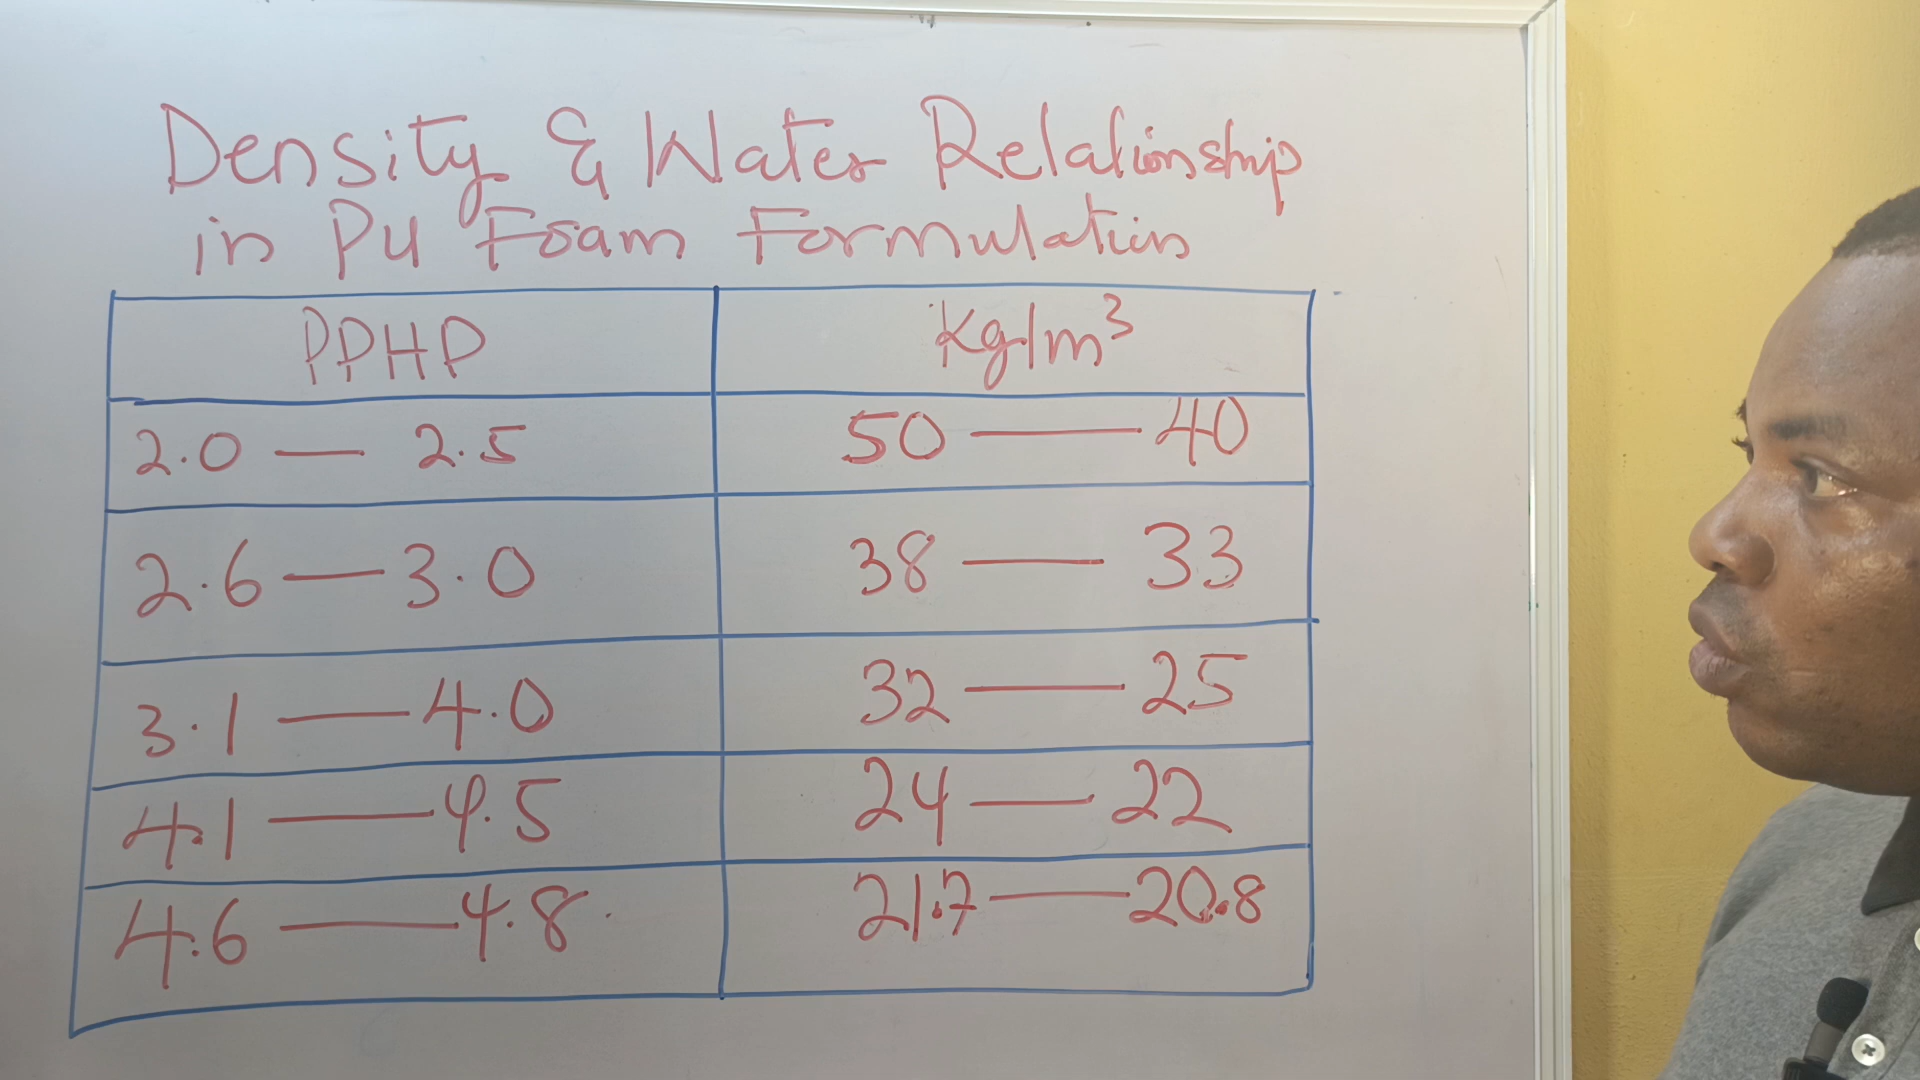 Density & Water Relationship
in PU Foam Formulation
PPHP Kg/m³
2.0 — 2.5 50 — 40
2.6 — 3.0 38 — 33
3.1 — 4.0 32 — 25
4.1 — 4.5 24 — 22
4.6 — 4.8 21.7 — 20.8